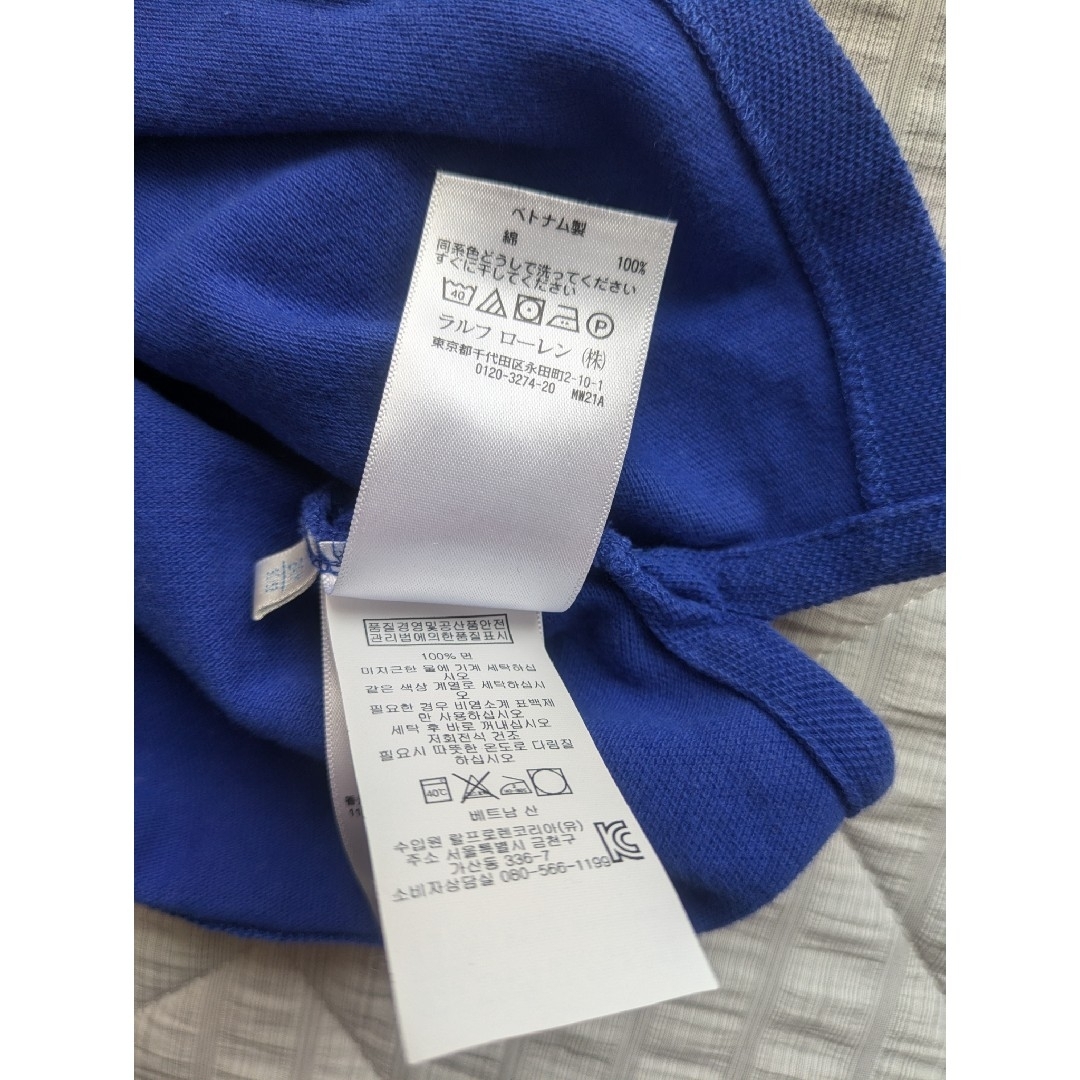 ベトナム製
綿 100%
同系色どうしで洗ってください
すぐに干してください
40 P
ラルフ ローレン (株)
東京都千代田区永田町2-10-1
0120-3274-20 MW21A
품질경영및공산품안전
관리법에의한품질표시
100% 면
미지근한 물에 기계 세탁하십
시오
같은 색상 계열로 세탁하십시
오
필요한 경우 비염소계 표백재
만 사용하십시오
세탁 후 바로 꺼내십시오
저회전식 건조
필요시 따뜻한 온도로 다림질
하십시오
40℃
베트남 산
수입원 랄프로렌코리아(유)
주소 서울특별시 금천구
가산동 336-7
소비자상담실 080-566-1199